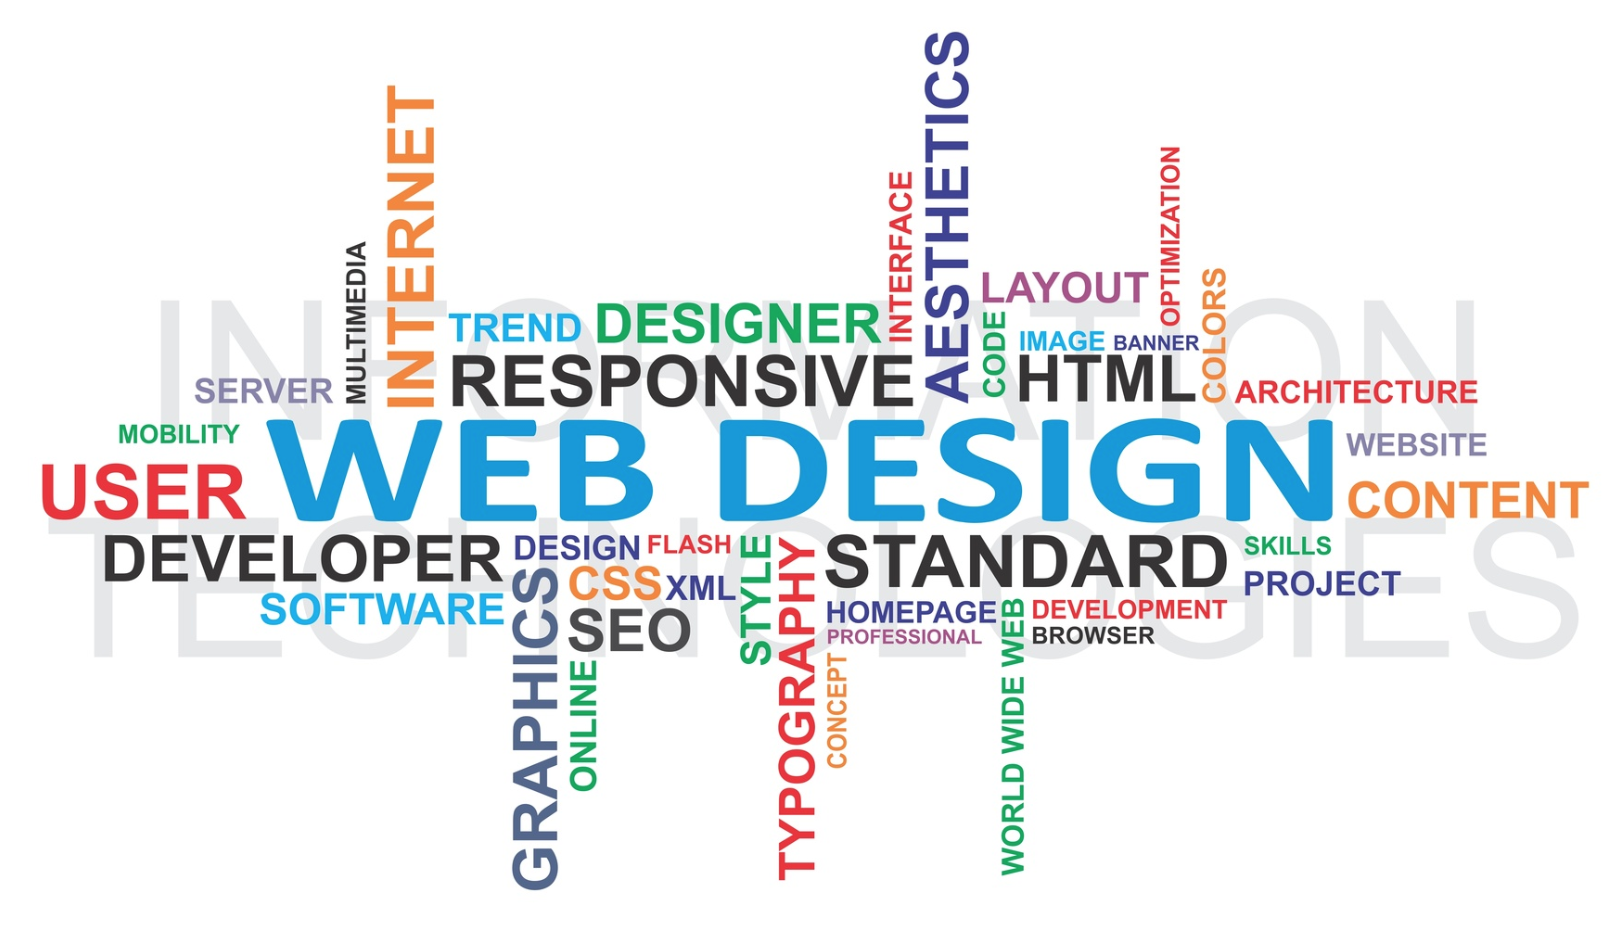 INFORMATION
TECHNOLOGIES
AESTHETICS
INTERNET
OPTIMIZATION
INTERFACE
MULTIMEDIA
LAYOUT
COLORS
TREND
DESIGNER
CODE
IMAGE
BANNER
SERVER
RESPONSIVE
HTML
ARCHITECTURE
MOBILITY
WEB DESIGN
WEBSITE
USER
CONTENT
DEVELOPER
DESIGN
FLASH
STYLE
TYPOGRAPHY
STANDARD
SKILLS
SOFTWARE
GRAPHICS
CSS
XML
PROJECT
SEO
HOMEPAGE
DEVELOPMENT
PROFESSIONAL
WORLD WIDE WEB
BROWSER
ONLINE
CONCEPT